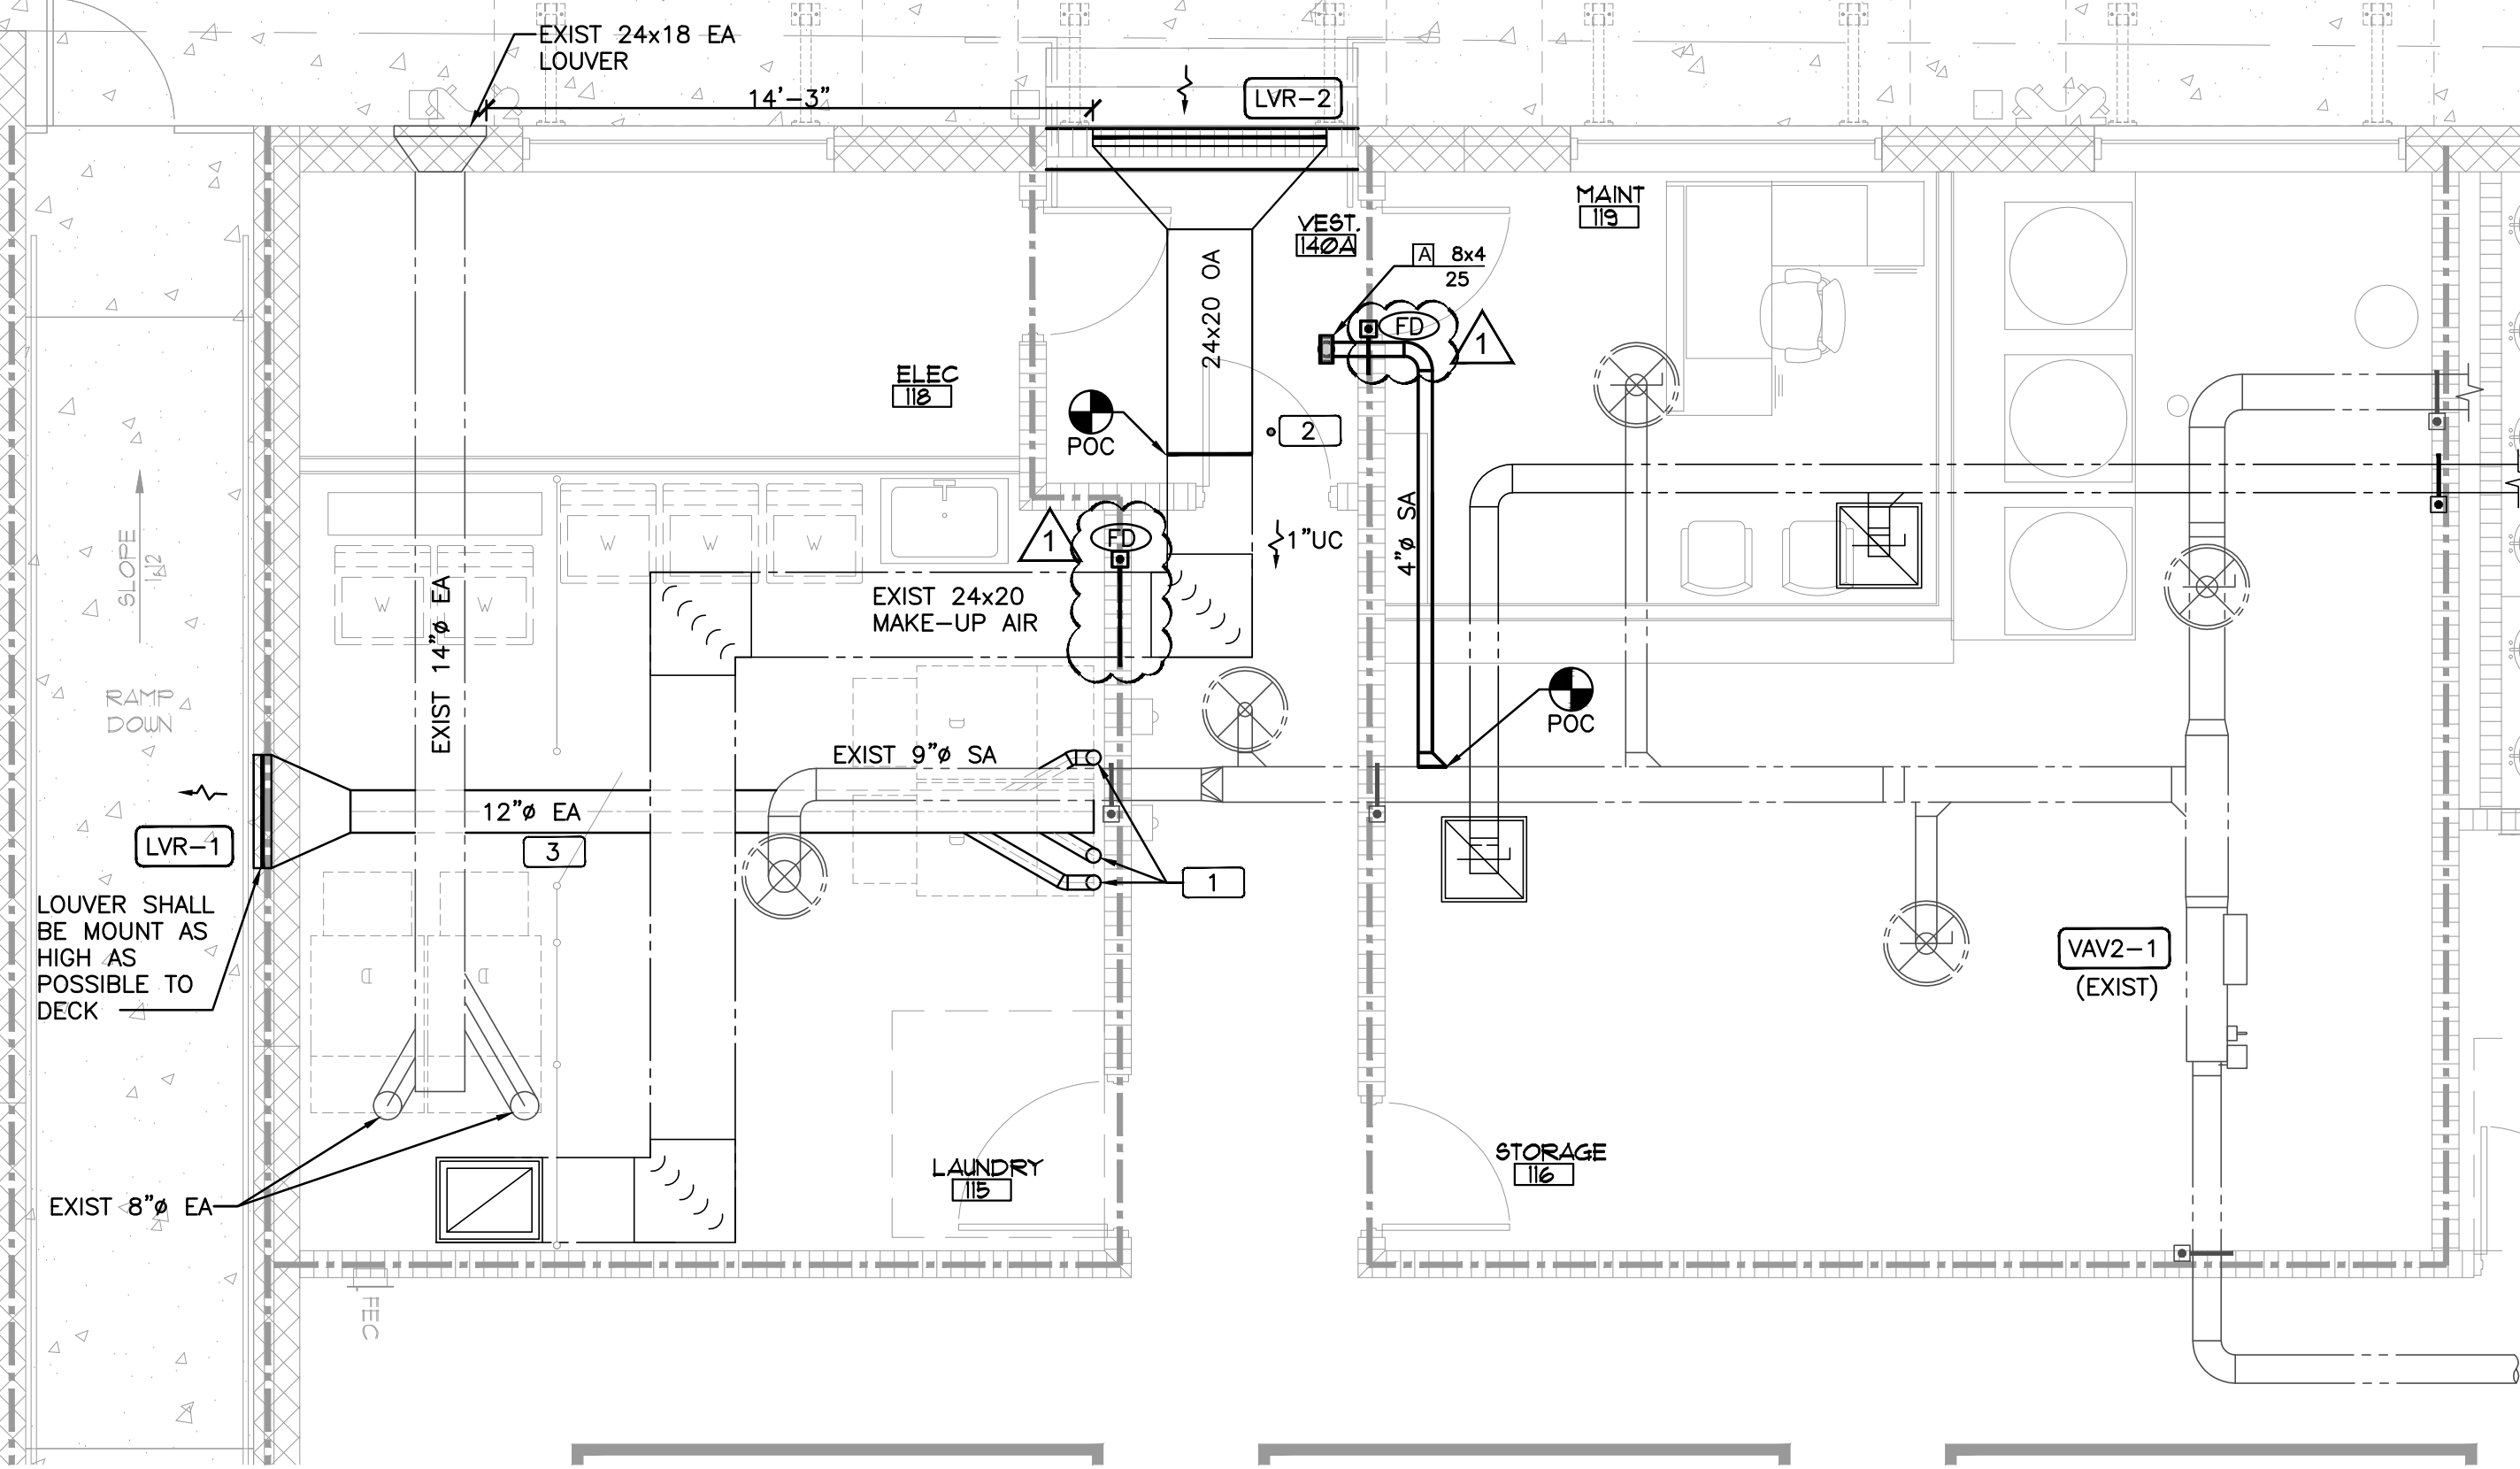 EXIST 24x18 EA
LOUVER
14'-3"
LVR-2
MAINT
119
VEST.
140A
A 8x4
25
24x20 OA
FD
1
ELEC
118
POC
2
SLOPE
1:12
W
W
W
W
W
1
FD
1"UC
4"ø SA
EXIST 24x20
MAKE-UP AIR
EXIST 14"ø EA
RAMP
DOWN
POC
D
EXIST 9"ø SA
12"ø EA
3
LVR-1
D
1
LOUVER SHALL
BE MOUNT AS
HIGH AS
POSSIBLE TO
DECK
D
D
VAV2-1
(EXIST)
LAUNDRY
115
STORAGE
116
EXIST 8"ø EA
FEC